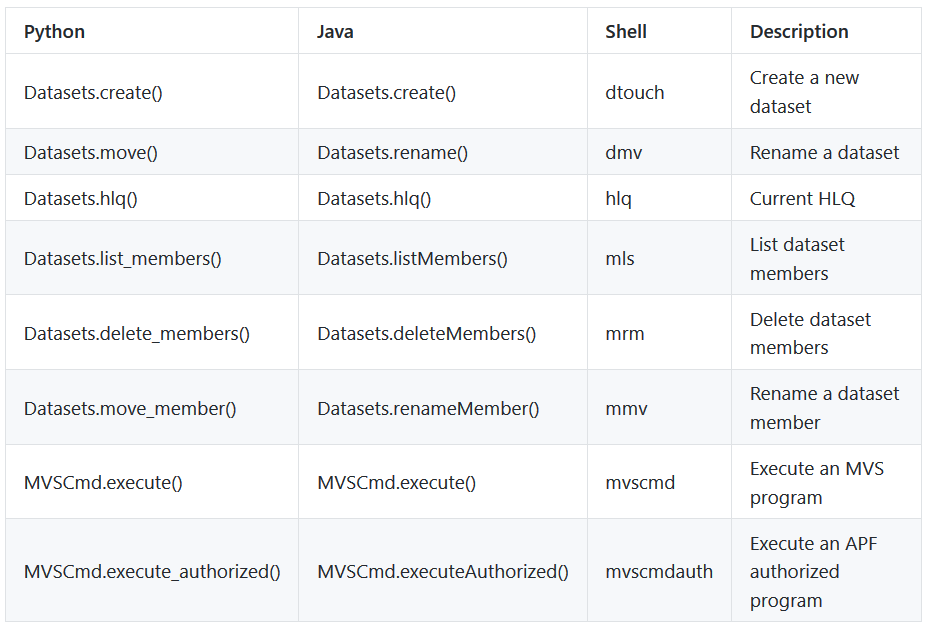 Python Java Shell Description
Datasets.create() Datasets.create() dtouch Create a new
dataset
Datasets.move() Datasets.rename() dmv Rename a dataset
Datasets.hlq() Datasets.hlq() hlq Current HLQ
Datasets.list_members() Datasets.listMembers() mls List dataset
members
Datasets.delete_members() Datasets.deleteMembers() mrm Delete dataset
members
Datasets.move_member() Datasets.renameMember() mmv Rename a dataset
member
MVSCmd.execute() MVSCmd.execute() mvscmd Execute an MVS
program
MVSCmd.execute_authorized() MVSCmd.executeAuthorized() mvscmdauth Execute an APF
authorized
program